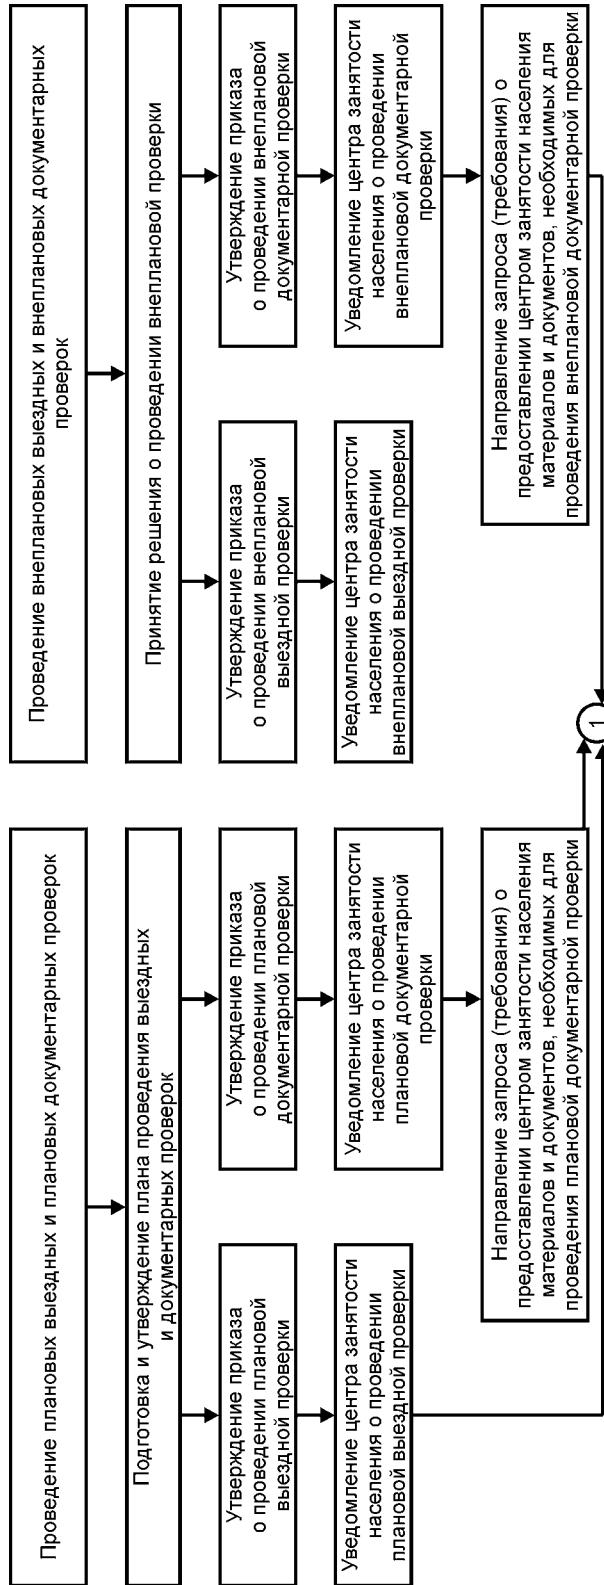 Проведение плановых выездных и плановых документарных проверок
Подготовка и утверждение плана проведения выездных
и документарных проверок
Утверждение приказа
о проведении плановой
выездной проверки
Уведомление центра занятости
населения о проведении
плановой выездной проверки
Утверждение приказа
о проведении плановой
документарной проверки
Уведомление центра занятости
населения о проведении
плановой документарной
проверки
Направление запроса (требования) о
предоставлении центром занятости населения
материалов и документов, необходимых для
проведения плановой документарной проверки
Проведение внеплановых выездных и внеплановых документарных
проверок
Принятие решения о проведении внеплановой проверки
Утверждение приказа
о проведении внеплановой
выездной проверки
Уведомление центра занятости
населения о проведении
внеплановой выездной проверки
Утверждение приказа
о проведении внеплановой
документарной проверки
Уведомление центра занятости
населения о проведении
внеплановой документарной
проверки
Направление запроса (требования) о
предоставлении центром занятости населения
материалов и документов, необходимых для
проведения внеплановой документарной проверки
1